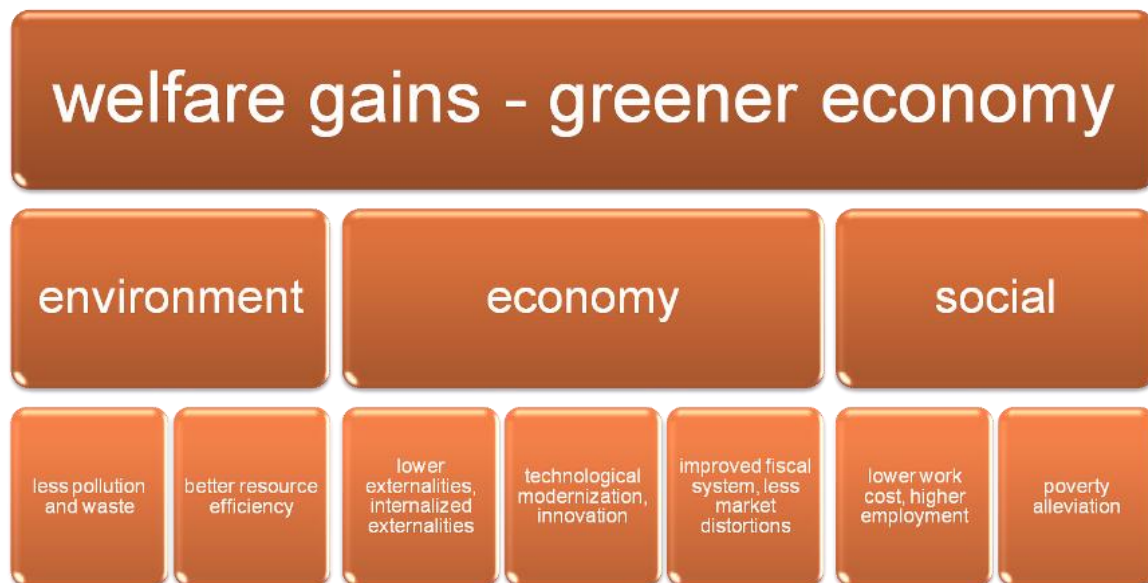 welfare gains - greener economy
environment
economy
social
less pollution
and waste
better resource
efficiency
lower
externalities,
internalized
externalities
technological
modernization,
innovation
improved fiscal
system, less
market
distortions
lower work
cost, higher
employment
poverty
alleviation